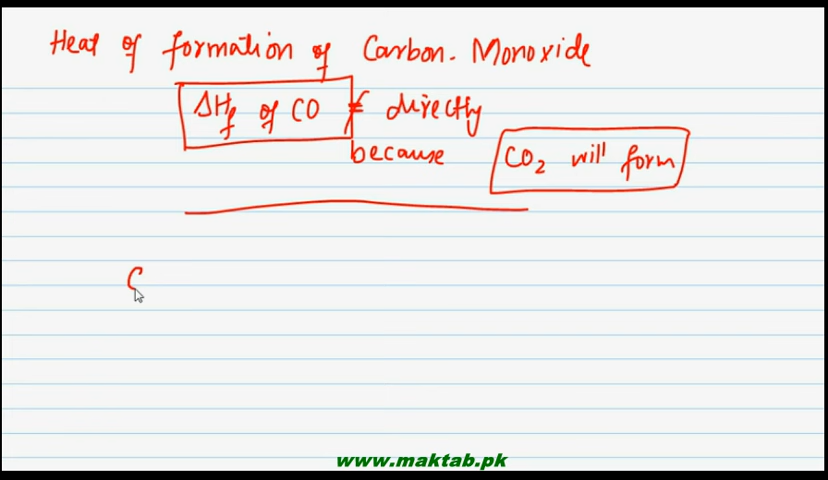 Heat of formation of Carbon. Monoxide
ΔHf of CO ≠ directly
because CO2 will form
C
www.maktab.pk